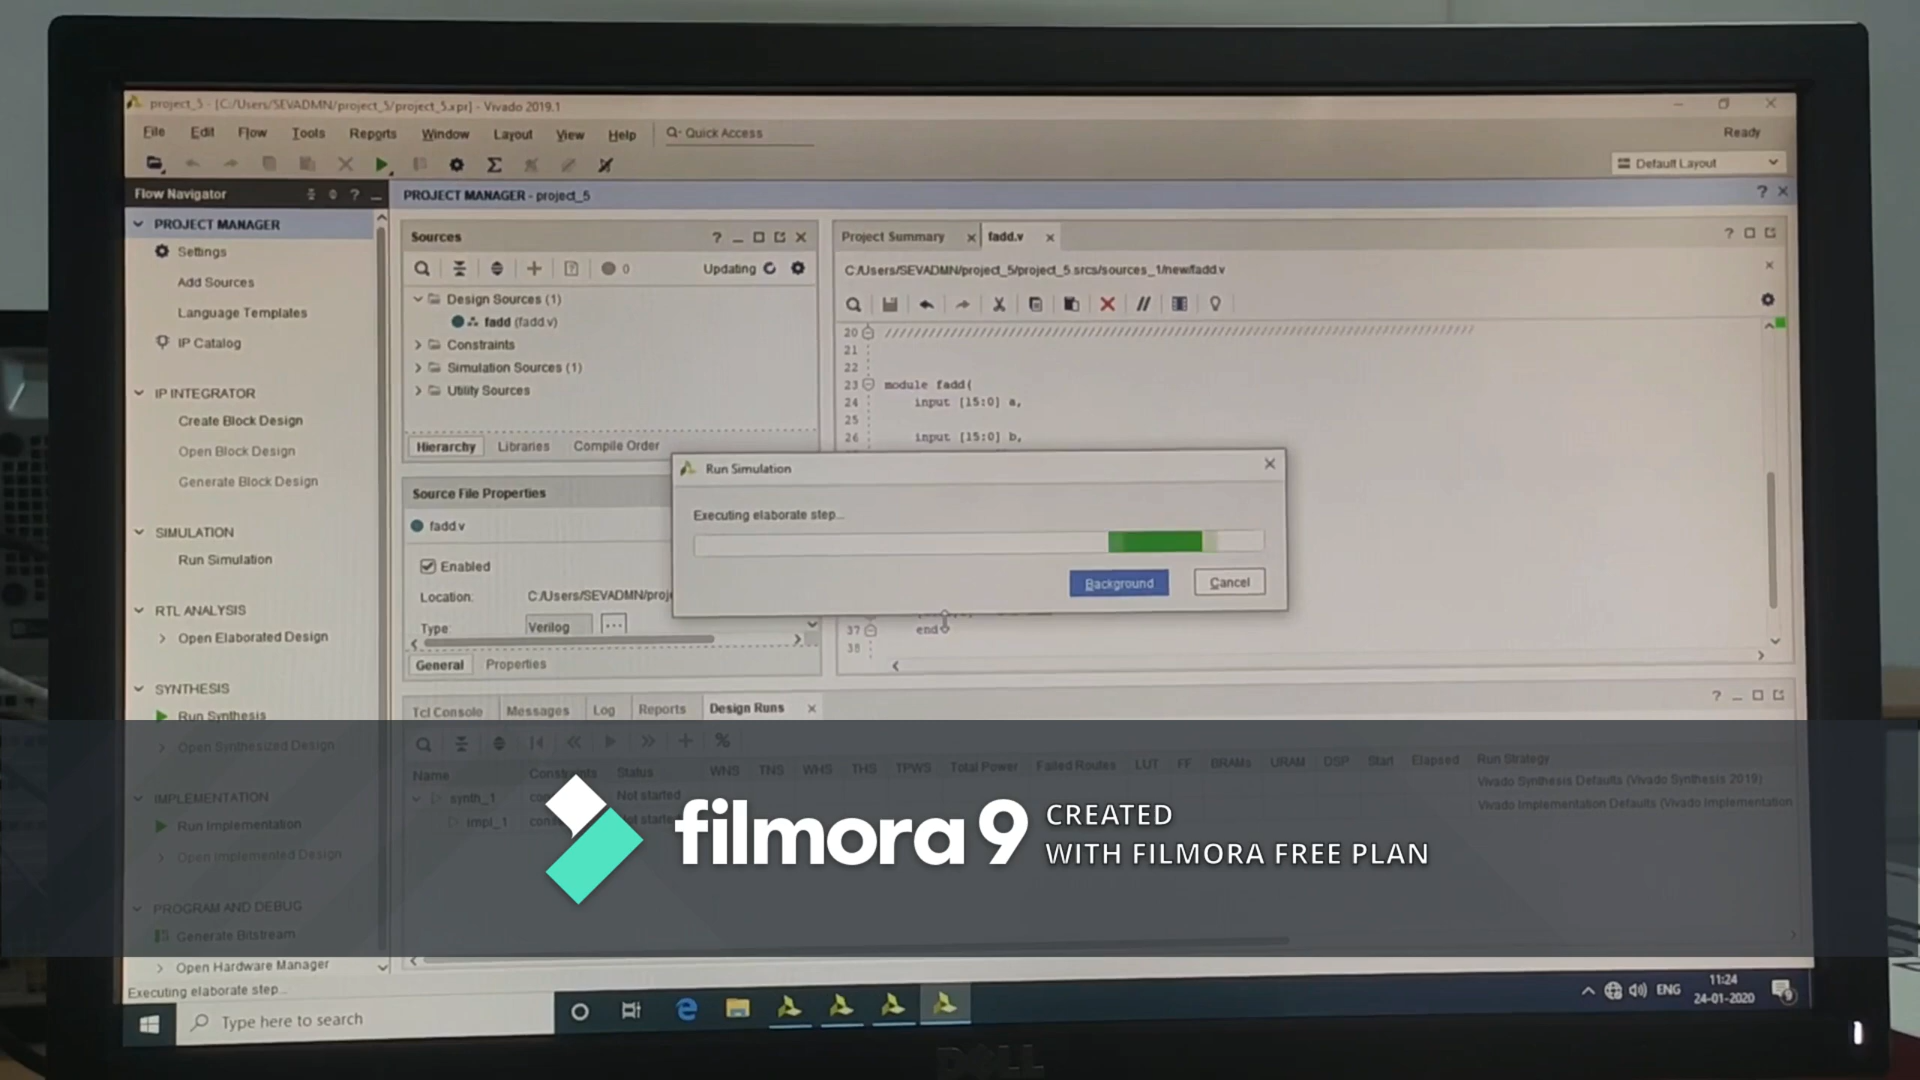 project_5 - [C:/Users/SEVADMN/project_5/project_5.xpr] - Vivado 2019.1
File Edit Flow Tools Reports Window Layout View Help Quick Access
Ready
Default Layout
Flow Navigator
PROJECT MANAGER - project_5
PROJECT MANAGER
Settings
Add Sources
Language Templates
IP Catalog
IP INTEGRATOR
Create Block Design
Open Block Design
Generate Block Design
SIMULATION
Run Simulation
RTL ANALYSIS
Open Elaborated Design
SYNTHESIS
Run Synthesis
Open Synthesized Design
IMPLEMENTATION
Run Implementation
Open Implemented Design
PROGRAM AND DEBUG
Generate Bitstream
Open Hardware Manager
Executing elaborate step...
Sources
0 Updating
Design Sources (1)
fadd (fadd.v)
Constraints
Simulation Sources (1)
Utility Sources
Hierarchy Libraries Compile Order
Source File Properties
fadd.v
Enabled
Location: C:/Users/SEVADMN/proj
Type: Verilog ...
General Properties
Project Summary fadd.v
C:/Users/SEVADMN/project_5/project_5.srcs/sources_1/new/fadd.v
20 ////////////////////////////////////////////////////////////////////////////////
21
22
23 module fadd(
24 input [15:0] a,
25
26 input [15:0] b,
37 end
38
Run Simulation
Executing elaborate step...
Background Cancel
Tcl Console Messages Log Reports Design Runs
Name Constraints Status WNS TNS WHS THS TPWS Total Power Failed Routes LUT FF BRAMs URAM DSP Start Elapsed Run Strategy
synth_1 Not started Vivado Synthesis Defaults (Vivado Synthesis 2019)
impl_1 Vivado Implementation Defaults (Vivado Implementation
filmora9 CREATED
WITH FILMORA FREE PLAN
Type here to search
ENG
11:24
24-01-2020
9
DELL